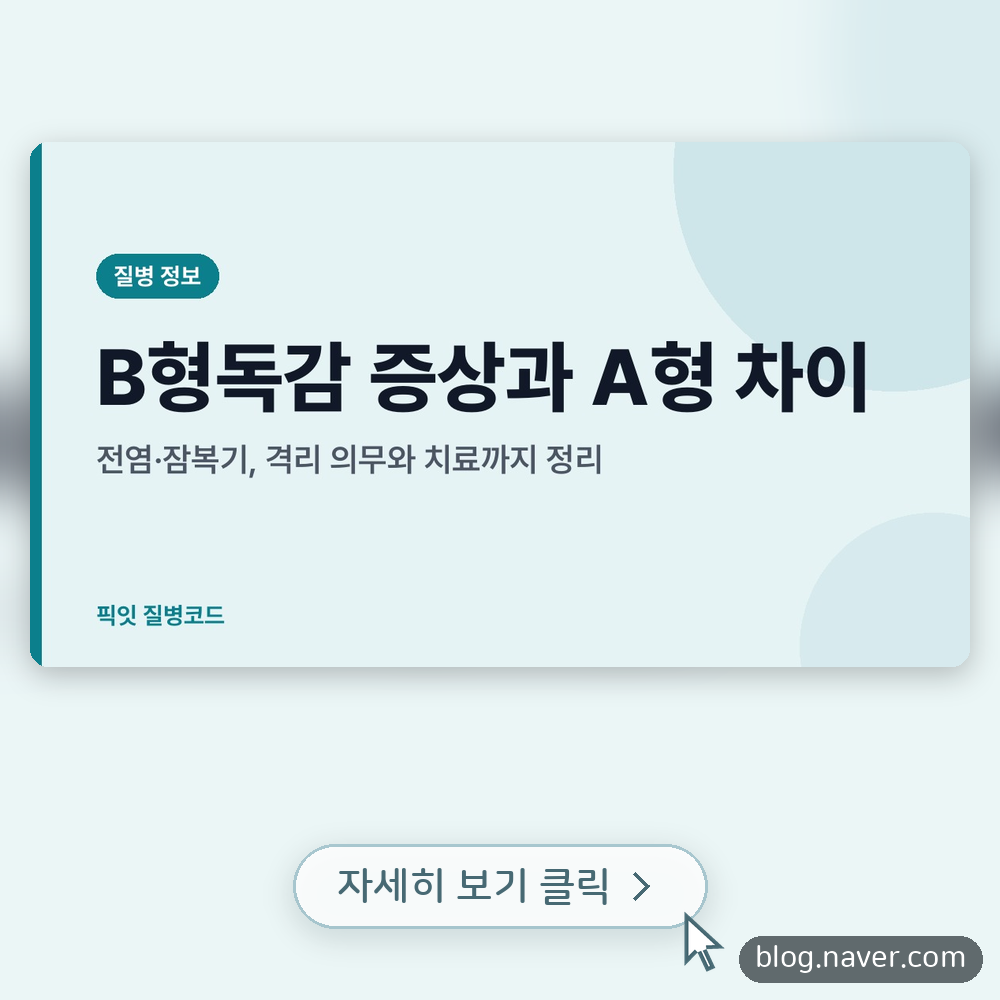 질병 정보
B형독감 증상과 A형 차이
전염·잠복기, 격리 의무와 치료까지 정리
픽잇 질병코드
자세히 보기 클릭
blog.naver.com